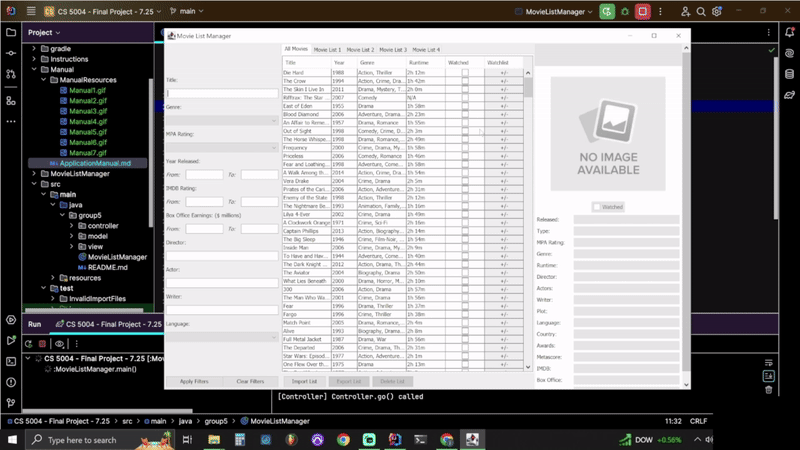 CS 5004 - Final Project - 7.25
main
MovieListManager
Project
gradle
Instructions
Manual
ManualResources
Manual1.gif
Manual2.gif
Manual3.gif
Manual4.gif
Manual5.gif
Manual6.gif
Manual7.gif
ApplicationManual.md
MovieListManager
src
main
java
group5
controller
model
view
MovieListManager
README.md
resources
test
InvalidImportFiles
Movie List Manager
Title:
Genre:
MPA Rating:
Year Released:
From: To:
IMDB Rating:
From: To:
Box Office Earnings: ($ millions)
From: To:
Director:
Actor:
Writer:
Language:
Apply Filters Clear Filters
All Movies Movie List 1 Movie List 2 Movie List 3 Movie List 4
Title Year Genre Runtime Watched Watchlist
Die Hard 1988 Action, Thriller 2h 12m +/-
The Crow 1994 Action, Crime, Dra... 1h 42m +/-
The Skin I Live In 2011 Drama, Mystery, T... 2h 0m +/-
Rifftrax: The Star ... 2007 Comedy N/A +/-
East of Eden 1955 Drama 1h 58m +/-
Blood Diamond 2006 Adventure, Drama... 2h 23m +/-
An Affair to Reme... 1957 Drama, Romance 1h 55m +/-
Out of Sight 1998 Comedy, Crime, D... 2h 3m +/-
The Horse Whispe... 1998 Drama, Romance,... 2h 49m +/-
Frequency 2000 Crime, Drama, My... 1h 58m +/-
Priceless 2006 Comedy, Romance 1h 46m +/-
Fear and Loathing... 1998 Adventure, Come... 1h 58m +/-
A Walk Among th... 2014 Action, Crime, Dra... 1h 54m +/-
Vera Drake 2004 Crime, Drama 2h 5m +/-
Pirates of the Cari... 2006 Action, Adventure... 2h 31m +/-
Enemy of the State 1998 Action, Thriller 2h 12m +/-
The Nightmare Be... 1993 Animation, Family,... 1h 16m +/-
Lilya 4-Ever 2002 Crime, Drama 1h 49m +/-
A Clockwork Orange 1971 Crime, Sci-Fi 2h 16m +/-
Captain Phillips 2013 Action, Biography,... 2h 14m +/-
The Big Sleep 1946 Crime, Film Noir, ... 1h 54m +/-
Inside Man 2006 Crime, Drama, My... 2h 9m +/-
To Have and Hav... 1944 Adventure, Come... 1h 40m +/-
The Dark Knight ... 2012 Action, Drama, Th... 2h 44m +/-
The Aviator 2004 Biography, Drama 2h 50m +/-
What Lies Beneath 2000 Drama, Horror, M... 2h 10m +/-
300 2006 Action, Drama 1h 57m +/-
The Man Who Wa... 2001 Crime, Drama 1h 56m +/-
Fear 1996 Drama, Thriller 1h 37m +/-
Fargo 1996 Crime, Thriller 1h 38m +/-
Match Point 2005 Drama, Romance,... 2h 4m +/-
Alive 1993 Biography, Drama... 2h 0m +/-
Full Metal Jacket 1987 Drama, War 1h 56m +/-
The Departed 2006 Crime, Drama, Th... 2h 31m +/-
Star Wars: Episod... 1977 Action, Adventure... 2h 1m +/-
One Flew Over th... 1975 Drama 2h 13m +/-
Import List Export List Delete List
NO IMAGE
AVAILABLE
Watched
Released:
Type:
MPA Rating:
Genre:
Runtime:
Director:
Actors:
Writer:
Plot:
Language:
Country:
Awards:
Metascore:
IMDB:
Box Office:
Run CS 5004 - Final Project - 7.25
CS 5004 - Final Project - 7.25 [:Mo
:MovieListManager.main()
[Controller] Controller.go() called
CS 5004 - Final Project - 7.25 > src > main > java > group5 > MovieListManager
11:32 CRLF
Type here to search
DOW +0.56%